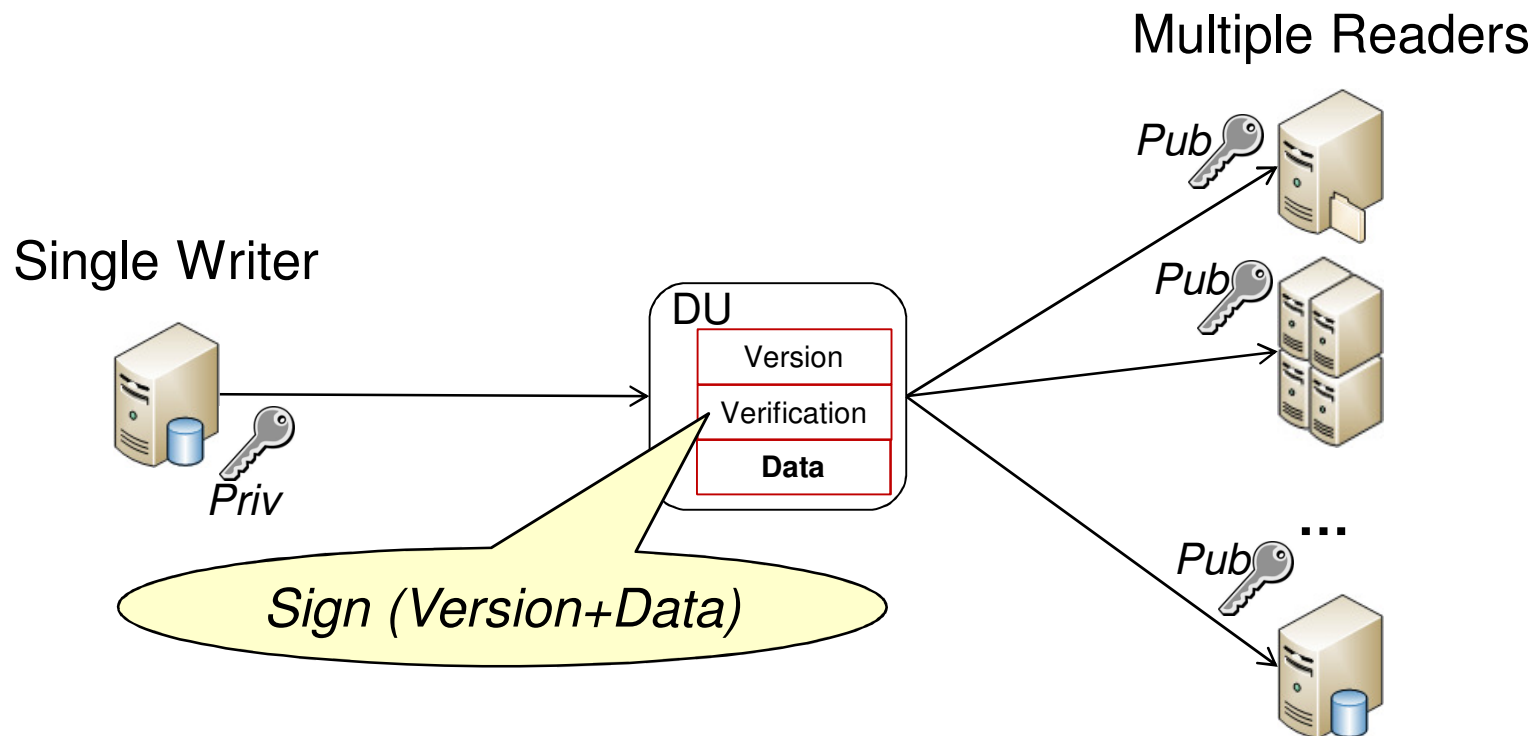 Multiple Readers
Pub
Single Writer
Pub
DU
Version
Verification
Data
Priv
...
Pub
Sign (Version+Data)